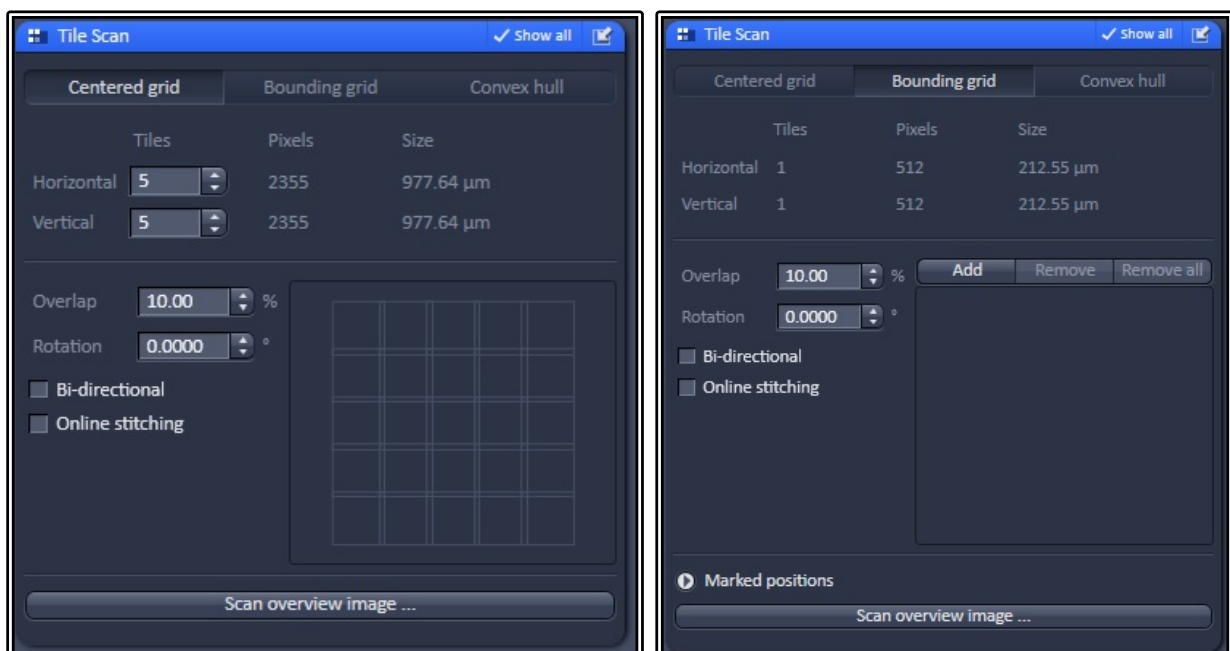 Tile Scan ✓ Show all
Centered grid Bounding grid Convex hull
Tiles Pixels Size
Horizontal 5 2355 977.64 µm
Vertical 5 2355 977.64 µm
Overlap 10.00 %
Rotation 0.0000 °
Bi-directional
Online stitching
Scan overview image ...
Tile Scan ✓ Show all
Centered grid Bounding grid Convex hull
Tiles Pixels Size
Horizontal 1 512 212.55 µm
Vertical 1 512 212.55 µm
Overlap 10.00 % Add Remove Remove all
Rotation 0.0000 °
Bi-directional
Online stitching
Marked positions
Scan overview image ...